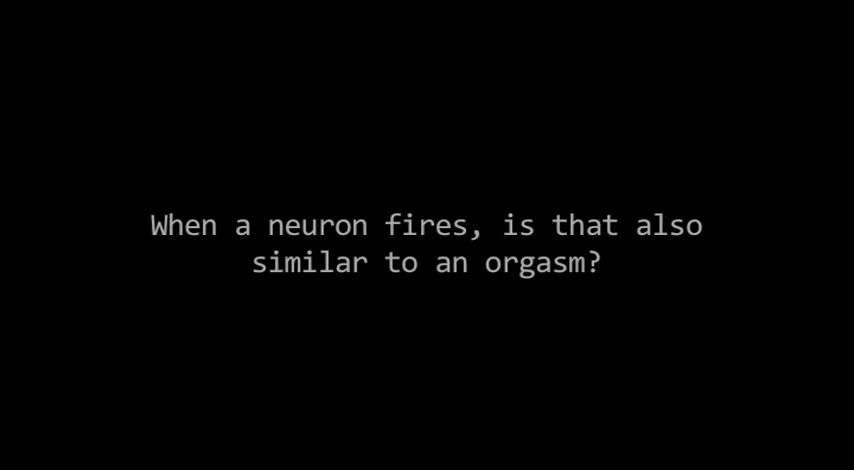 When a neuron fires, is that also
similar to an orgasm?